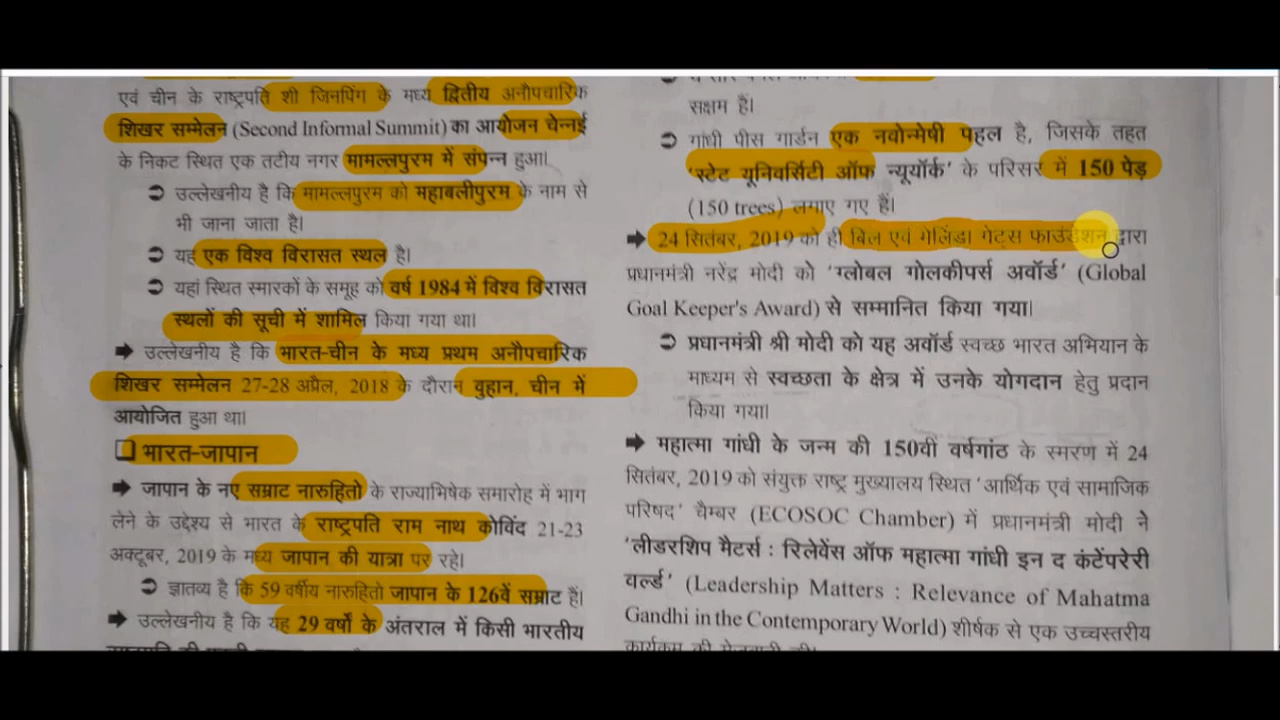 एवं चीन के राष्ट्रपति शी जिनपिंग के मध्य द्वितीय अनौपचारिक
शिखर सम्मेलन (Second Informal Summit) का आयोजन चेन्नई
के निकट स्थित एक तटीय नगर मामल्लपुरम में संपन्न हुआ।
➲ उल्लेखनीय है कि मामल्लपुरम को महाबलीपुरम के नाम से
भी जाना जाता है।
➲ यह एक विश्व विरासत स्थल है।
➲ यहां स्थित स्मारकों के समूह को वर्ष 1984 में विश्व विरासत
स्थलों की सूची में शामिल किया गया था।
➡ उल्लेखनीय है कि भारत-चीन के मध्य प्रथम अनौपचारिक
शिखर सम्मेलन 27-28 अप्रैल, 2018 के दौरान वुहान, चीन में
आयोजित हुआ था।
❑ भारत-जापान
➡ जापान के नए सम्राट नारुहितो के राज्याभिषेक समारोह में भाग
लेने के उद्देश्य से भारत के राष्ट्रपति राम नाथ कोविंद 21-23
अक्टूबर, 2019 के मध्य जापान की यात्रा पर रहे।
➲ ज्ञातव्य है कि 59 वर्षीय नारुहितो जापान के 126वें सम्राट हैं।
➡ उल्लेखनीय है कि यह 29 वर्षों के अंतराल में किसी भारतीय
सक्षम हैं।
➲ गांधी पीस गार्डन एक नवोन्मेषी पहल है, जिसके तहत
'स्टेट यूनिवर्सिटी ऑफ न्यूयॉर्क' के परिसर में 150 पेड़
(150 trees) लगाए गए हैं।
➡ 24 सितंबर, 2019 को ही बिल एवं मेलिंडा गेट्स फाउंडेशन द्वारा
प्रधानमंत्री नरेंद्र मोदी को 'ग्लोबल गोलकीपर्स अवॉर्ड' (Global
Goal Keeper's Award) से सम्मानित किया गया।
➲ प्रधानमंत्री श्री मोदी को यह अवॉर्ड स्वच्छ भारत अभियान के
माध्यम से स्वच्छता के क्षेत्र में उनके योगदान हेतु प्रदान
किया गया।
➡ महात्मा गांधी के जन्म की 150वीं वर्षगांठ के स्मरण में 24
सितंबर, 2019 को संयुक्त राष्ट्र मुख्यालय स्थित 'आर्थिक एवं सामाजिक
परिषद' चैम्बर (ECOSOC Chamber) में प्रधानमंत्री मोदी ने
'लीडरशिप मैटर्स : रिलेवेंस ऑफ महात्मा गांधी इन द कंटेंपरेरी
वर्ल्ड' (Leadership Matters : Relevance of Mahatma
Gandhi in the Contemporary World) शीर्षक से एक उच्चस्तरीय